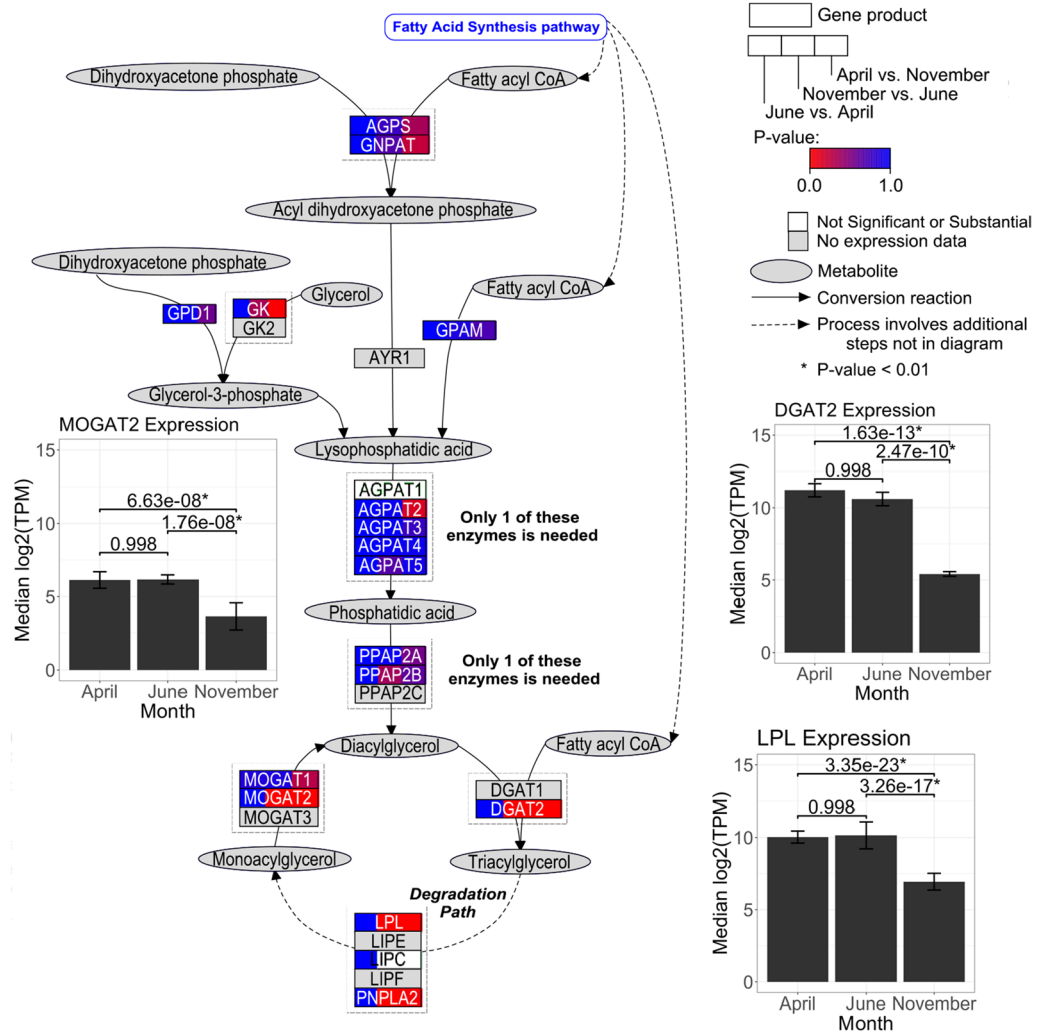 Fatty Acid Synthesis pathway
Gene product
April vs. November
November vs. June
June vs. April
P-value:
0.0
1.0
Not Significant or Substantial
No expression data
Metabolite
Conversion reaction
Process involves additional
steps not in diagram
* P-value < 0.01
Dihydroxyacetone phosphate
Fatty acyl CoA
AGPS
GNPAT
Acyl dihydroxyacetone phosphate
Dihydroxyacetone phosphate
Glycerol
Fatty acyl CoA
GPD1
GK
GK2
GPAM
AYR1
Glycerol-3-phosphate
Lysophosphatidic acid
AGPAT1
AGPAT2
AGPAT3
AGPAT4
AGPAT5
Only 1 of these
enzymes is needed
Phosphatidic acid
PPAP2A
PPAP2B
PPAP2C
Only 1 of these
enzymes is needed
Diacylglycerol
Fatty acyl CoA
MOGAT1
MOGAT2
MOGAT3
DGAT1
DGAT2
Monoacylglycerol
Triacylglycerol
Degradation
Path
LPL
LIPE
LIPC
LIPF
PNPLA2
MOGAT2 Expression
Median log2(TPM)
15
10
5
0
6.63e-08*
1.76e-08*
0.998
April
June
November
Month
DGAT2 Expression
Median log2(TPM)
15
10
5
0
1.63e-13*
2.47e-10*
0.998
April
June
November
Month
LPL Expression
Median log2(TPM)
15
10
5
0
3.35e-23*
3.26e-17*
0.998
April
June
November
Month